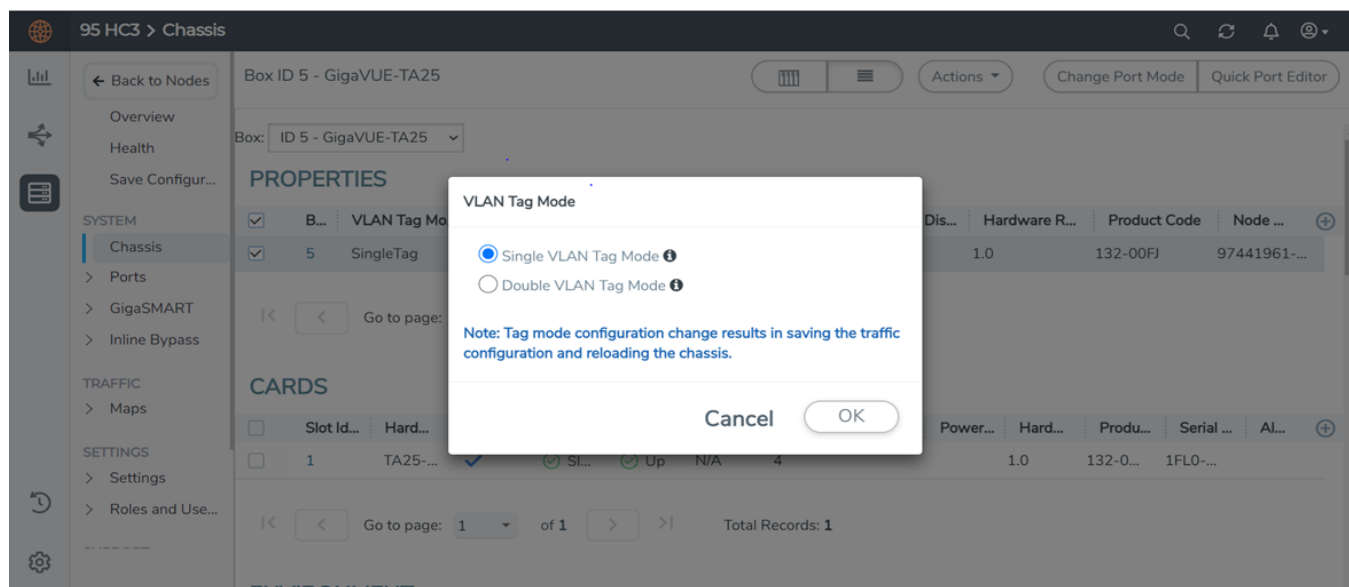 95 HC3 > Chassis
← Back to Nodes
Overview
Health
Save Configur...
SYSTEM
Chassis
> Ports
> GigaSMART
> Inline Bypass
TRAFFIC
> Maps
SETTINGS
> Settings
> Roles and Use...
Box ID 5 - GigaVUE-TA25
Actions
Change Port Mode
Quick Port Editor
Box: ID 5 - GigaVUE-TA25
PROPERTIES
B... VLAN Tag Mo Dis... Hardware R... Product Code Node ...
5 SingleTag 1.0 132-00FJ 97441961-...
Go to page:
VLAN Tag Mode
Single VLAN Tag Mode
Double VLAN Tag Mode
Note: Tag mode configuration change results in saving the traffic
configuration and reloading the chassis.
Cancel OK
CARDS
Slot Id... Hard... Power... Hard... Produ... Serial ... Al...
1 TA25-... Sl... Up N/A 4 1.0 132-0... 1FL0-...
Go to page: 1 of 1 Total Records: 1